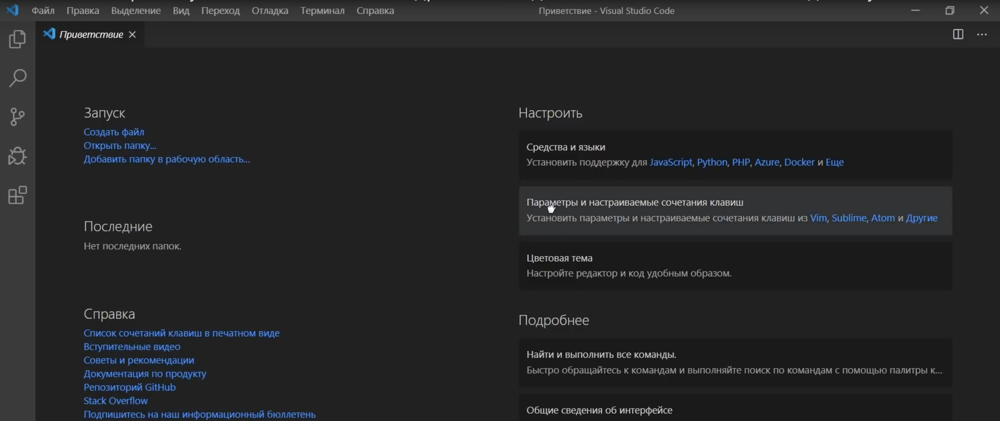 Файл Правка Выделение Вид Переход Отладка Терминал Справка
Приветствие - Visual Studio Code
Приветствие
Запуск
Создать файл
Открыть папку...
Добавить папку в рабочую область...
Последние
Нет последних папок.
Справка
Список сочетаний клавиш в печатном виде
Вступительные видео
Советы и рекомендации
Документация по продукту
Репозиторий GitHub
Stack Overflow
Подпишитесь на наш информационный бюллетень
Настроить
Средства и языки
Установить поддержку для JavaScript, Python, PHP, Azure, Docker и Еще
Параметры и настраиваемые сочетания клавиш
Установить параметры и настраиваемые сочетания клавиш из Vim, Sublime, Atom и Другие
Цветовая тема
Настройте редактор и код удобным образом.
Подробнее
Найти и выполнить все команды.
Быстро обращайтесь к командам и выполняйте поиск по командам с помощью палитры к...
Общие сведения об интерфейсе